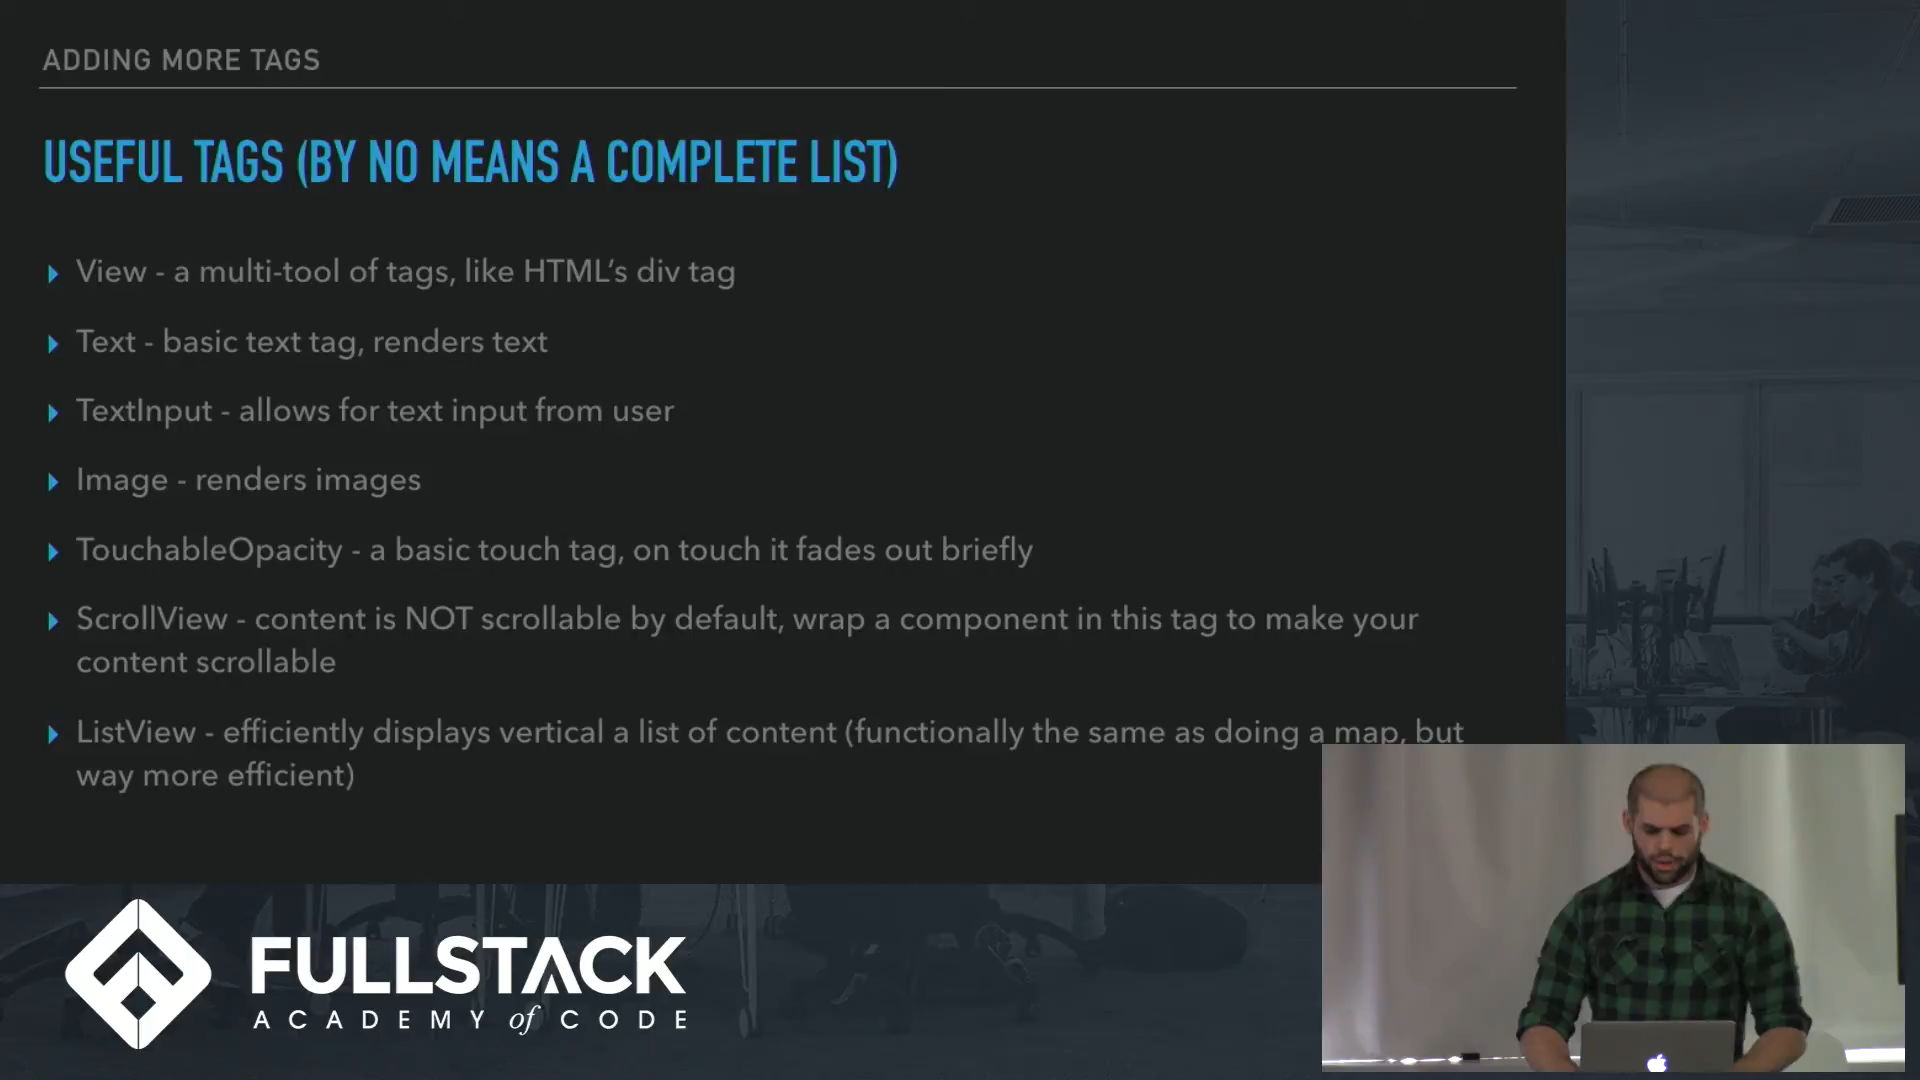 ADDING MORE TAGS
USEFUL TAGS (BY NO MEANS A COMPLETE LIST)
View - a multi-tool of tags, like HTML’s div tag
Text - basic text tag, renders text
TextInput - allows for text input from user
Image - renders images
TouchableOpacity - a basic touch tag, on touch it fades out briefly
ScrollView - content is NOT scrollable by default, wrap a component in this tag to make your
content scrollable
ListView - efficiently displays vertical a list of content (functionally the same as doing a map, but
way more efficient)
FULLSTACK
ACADEMY of CODE